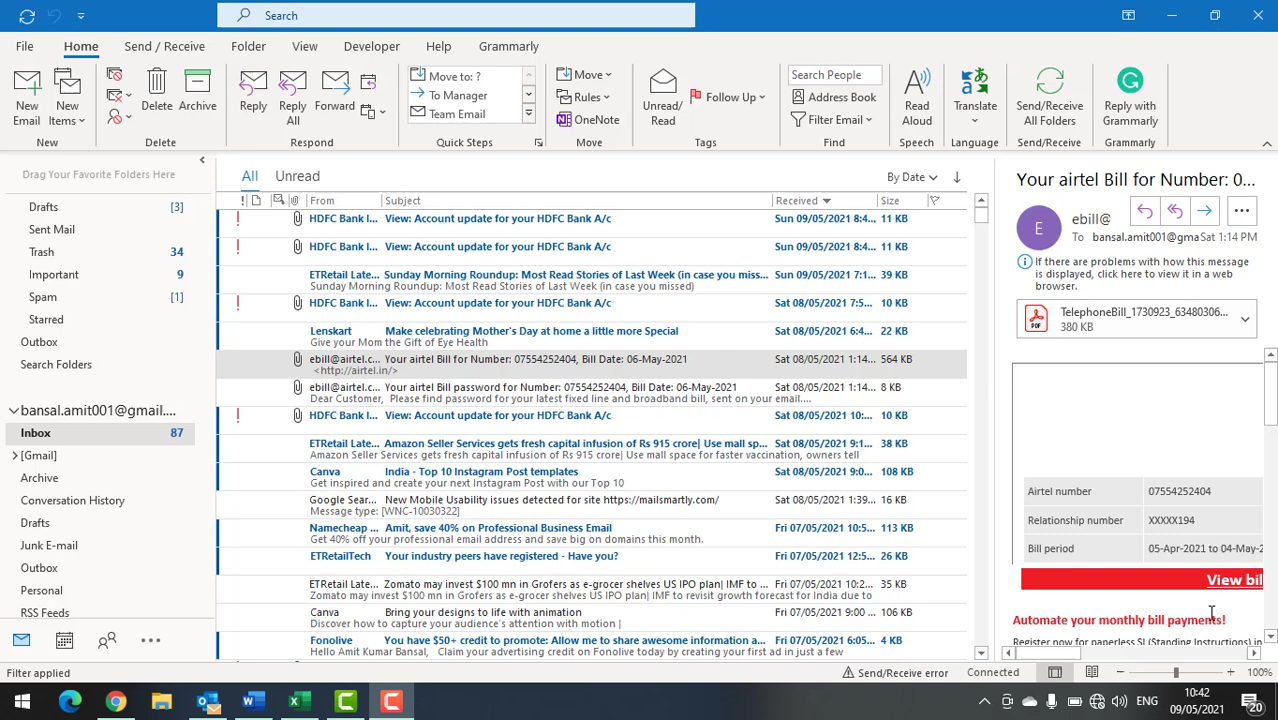 Search
File Home Send / Receive Folder View Developer Help Grammarly
New Email
New Items
Delete
Archive
Reply
Reply All
Forward
Move to: ?
To Manager
Team Email
Move
Rules
OneNote
Unread/ Read
Follow Up
Search People
Address Book
Filter Email
Read Aloud
Translate
Send/Receive All Folders
Reply with Grammarly
New Delete Respond Quick Steps Move Tags Find Speech Language Send/Receive Grammarly
Drag Your Favorite Folders Here
Drafts [3]
Sent Mail
Trash 34
Important 9
Spam [1]
Starred
Outbox
Search Folders
bansal.amit001@gmail....
Inbox 87
[Gmail]
Archive
Conversation History
Drafts
Junk E-mail
Outbox
Personal
RSS Feeds
All Unread By Date
From Subject Received Size
HDFC Bank I... View: Account update for your HDFC Bank A/c Sun 09/05/2021 8:4... 11 KB
HDFC Bank I... View: Account update for your HDFC Bank A/c Sun 09/05/2021 8:4... 11 KB
ETRetail Late... Sunday Morning Roundup: Most Read Stories of Last Week (in case you miss... Sun 09/05/2021 7:1... 39 KB
Sunday Morning Roundup: Most Read Stories of Last Week (in case you missed)
HDFC Bank I... View: Account update for your HDFC Bank A/c Sat 08/05/2021 7:5... 10 KB
Lenskart Make celebrating Mother's Day at home a little more Special Sat 08/05/2021 6:4... 22 KB
Give your Mom the Gift of Eye Health
ebill@airtel.c... Your airtel Bill for Number: 07554252404, Bill Date: 06-May-2021 Sat 08/05/2021 1:14... 564 KB
<http://airtel.in/>
ebill@airtel.c... Your airtel Bill password for Number: 07554252404, Bill Date: 06-May-2021 Sat 08/05/2021 1:14... 8 KB
Dear Customer, Please find password for your latest fixed line and broadband bill, sent on your email....
HDFC Bank I... View: Account update for your HDFC Bank A/c Sat 08/05/2021 10:... 10 KB
ETRetail Late... Amazon Seller Services gets fresh capital infusion of Rs 915 crore| Use mall sp... Sat 08/05/2021 9:1... 38 KB
Amazon Seller Services gets fresh capital infusion of Rs 915 crore| Use mall space for faster vaccination, owners tell
Canva India - Top 10 Instagram Post templates Sat 08/05/2021 9:0... 108 KB
Get inspired and create your next Instagram Post with our Top 10
Google Sear... New Mobile Usability issues detected for site https://mailsmartly.com/ Sat 08/05/2021 1:39... 16 KB
Message type: [WNC-10030322]
Namecheap ... Amit, save 40% on Professional Business Email Fri 07/05/2021 10:5... 113 KB
Get 40% off your professional email address and save big on domains this month.
ETRetailTech Your industry peers have registered - Have you? Fri 07/05/2021 12:5... 26 KB
ETRetail Late... Zomato may invest $100 mn in Grofers as e-grocer shelves US IPO plan| IMF to ... Fri 07/05/2021 10:2... 35 KB
Zomato may invest $100 mn in Grofers as e-grocer shelves US IPO plan| IMF to revisit growth forecast for India due to
Canva Bring your designs to life with animation Fri 07/05/2021 9:00 ... 106 KB
Discover how to capture your audience's attention with motion |
Fonolive You have $50+ credit to promote: Allow me to share awesome information a... Fri 07/05/2021 6:05... 4 KB
Hello Amit Kumar Bansal, Claim your advertising credit on Fonolive today by creating your first ad in just a few
Your airtel Bill for Number: 0...
E
ebill@
To bansal.amit001@gma Sat 1:14 PM
If there are problems with how this message
is displayed, click here to view it in a web
browser.
TelephoneBill_1730923_63480306...
PDF 380 KB
Airtel number 07554252404
Relationship number XXXXX194
Bill period 05-Apr-2021 to 04-May-2
View bil
Automate your monthly bill payments!
Register now for paperless SI (Standing Instructions) in
Filter applied Send/Receive error Connected 100%
ENG 10:42
09/05/2021 20